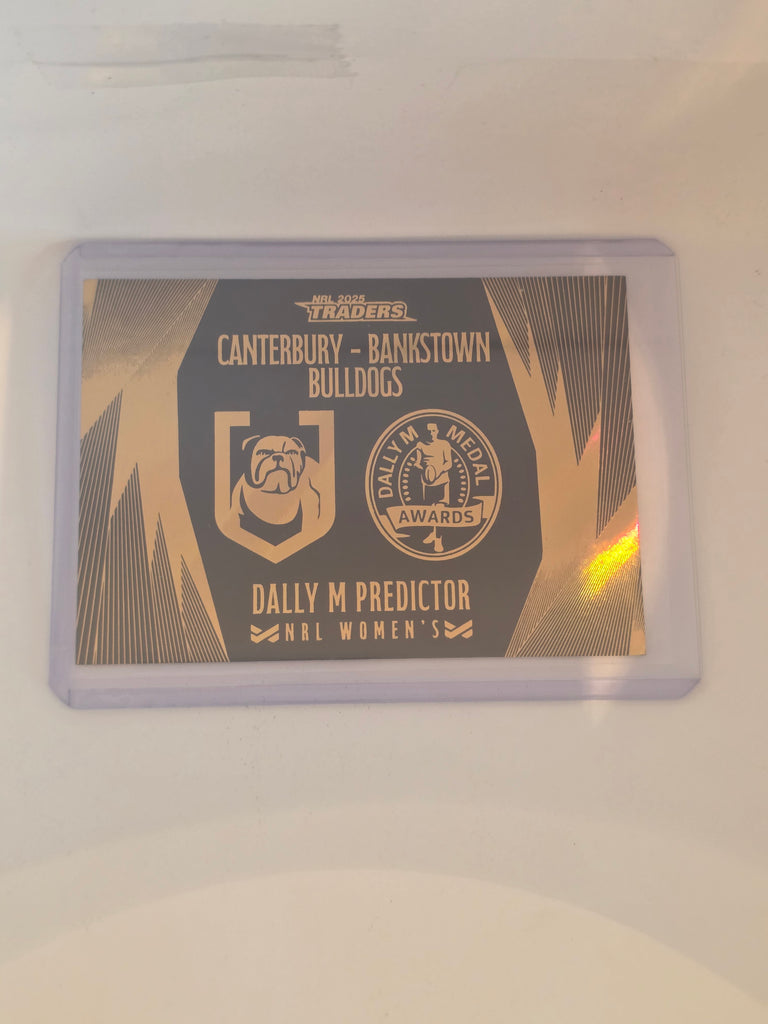 NRL 2025
TRADERS
CANTERBURY - BANKSTOWN
BULLDOGS
DALLY M MEDAL
AWARDS
DALLY M PREDICTOR
NRL WOMEN'S